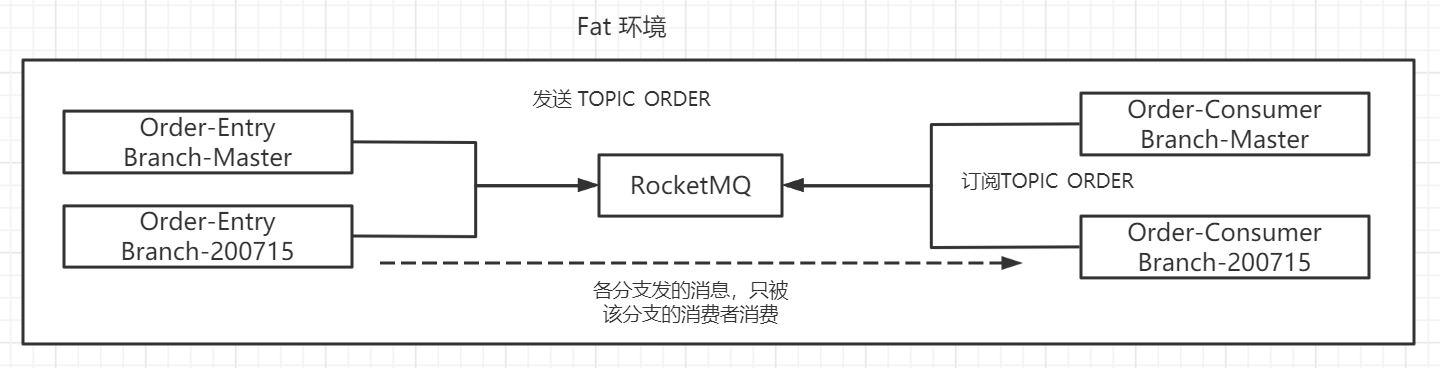 Fat 环境
发送 TOPIC ORDER
Order-Entry
Branch-Master
Order-Entry
Branch-200715
RocketMQ
Order-Consumer
Branch-Master
订阅TOPIC ORDER
Order-Consumer
Branch-200715
各分支发的消息，只被
该分支的消费者消费